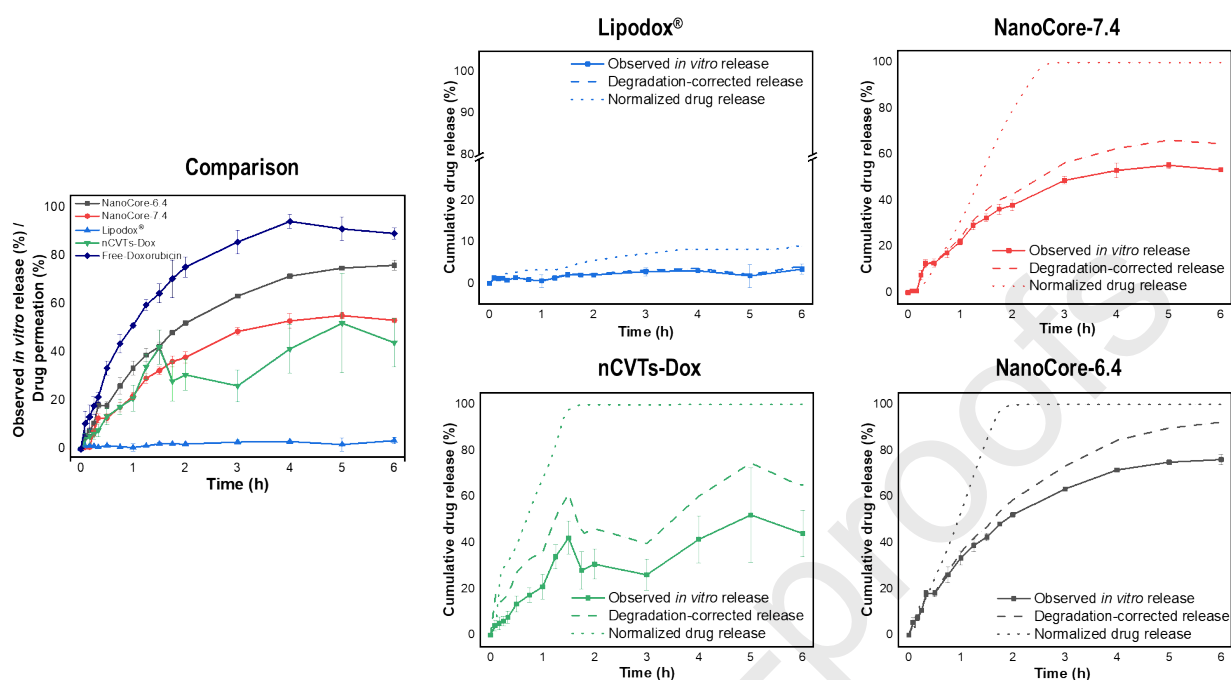 Comparison
Observed in vitro release (%) /
Drug permeation (%)
100
80
60
40
20
0
NanoCore-6.4
NanoCore-7.4
Lipodox®
nCVTs-Dox
Free-Doxorubicin
0 1 2 3 4 5 6
Time (h)
Lipodox®
Cumulative drug release (%)
100
90
80
20
10
0
Observed in vitro release
Degradation-corrected release
Normalized drug release
0 1 2 3 4 5 6
Time (h)
NanoCore-7.4
Cumulative drug release (%)
100
80
60
40
20
0
Observed in vitro release
Degradation-corrected release
Normalized drug release
0 1 2 3 4 5 6
Time (h)
nCVTs-Dox
Cumulative drug release (%)
100
80
60
40
20
0
Observed in vitro release
Degradation-corrected release
Normalized drug release
0 1 2 3 4 5 6
Time (h)
NanoCore-6.4
Cumulative drug release (%)
100
80
60
40
20
0
Observed in vitro release
Degradation-corrected release
Normalized drug release
0 1 2 3 4 5 6
Time (h)
proofs